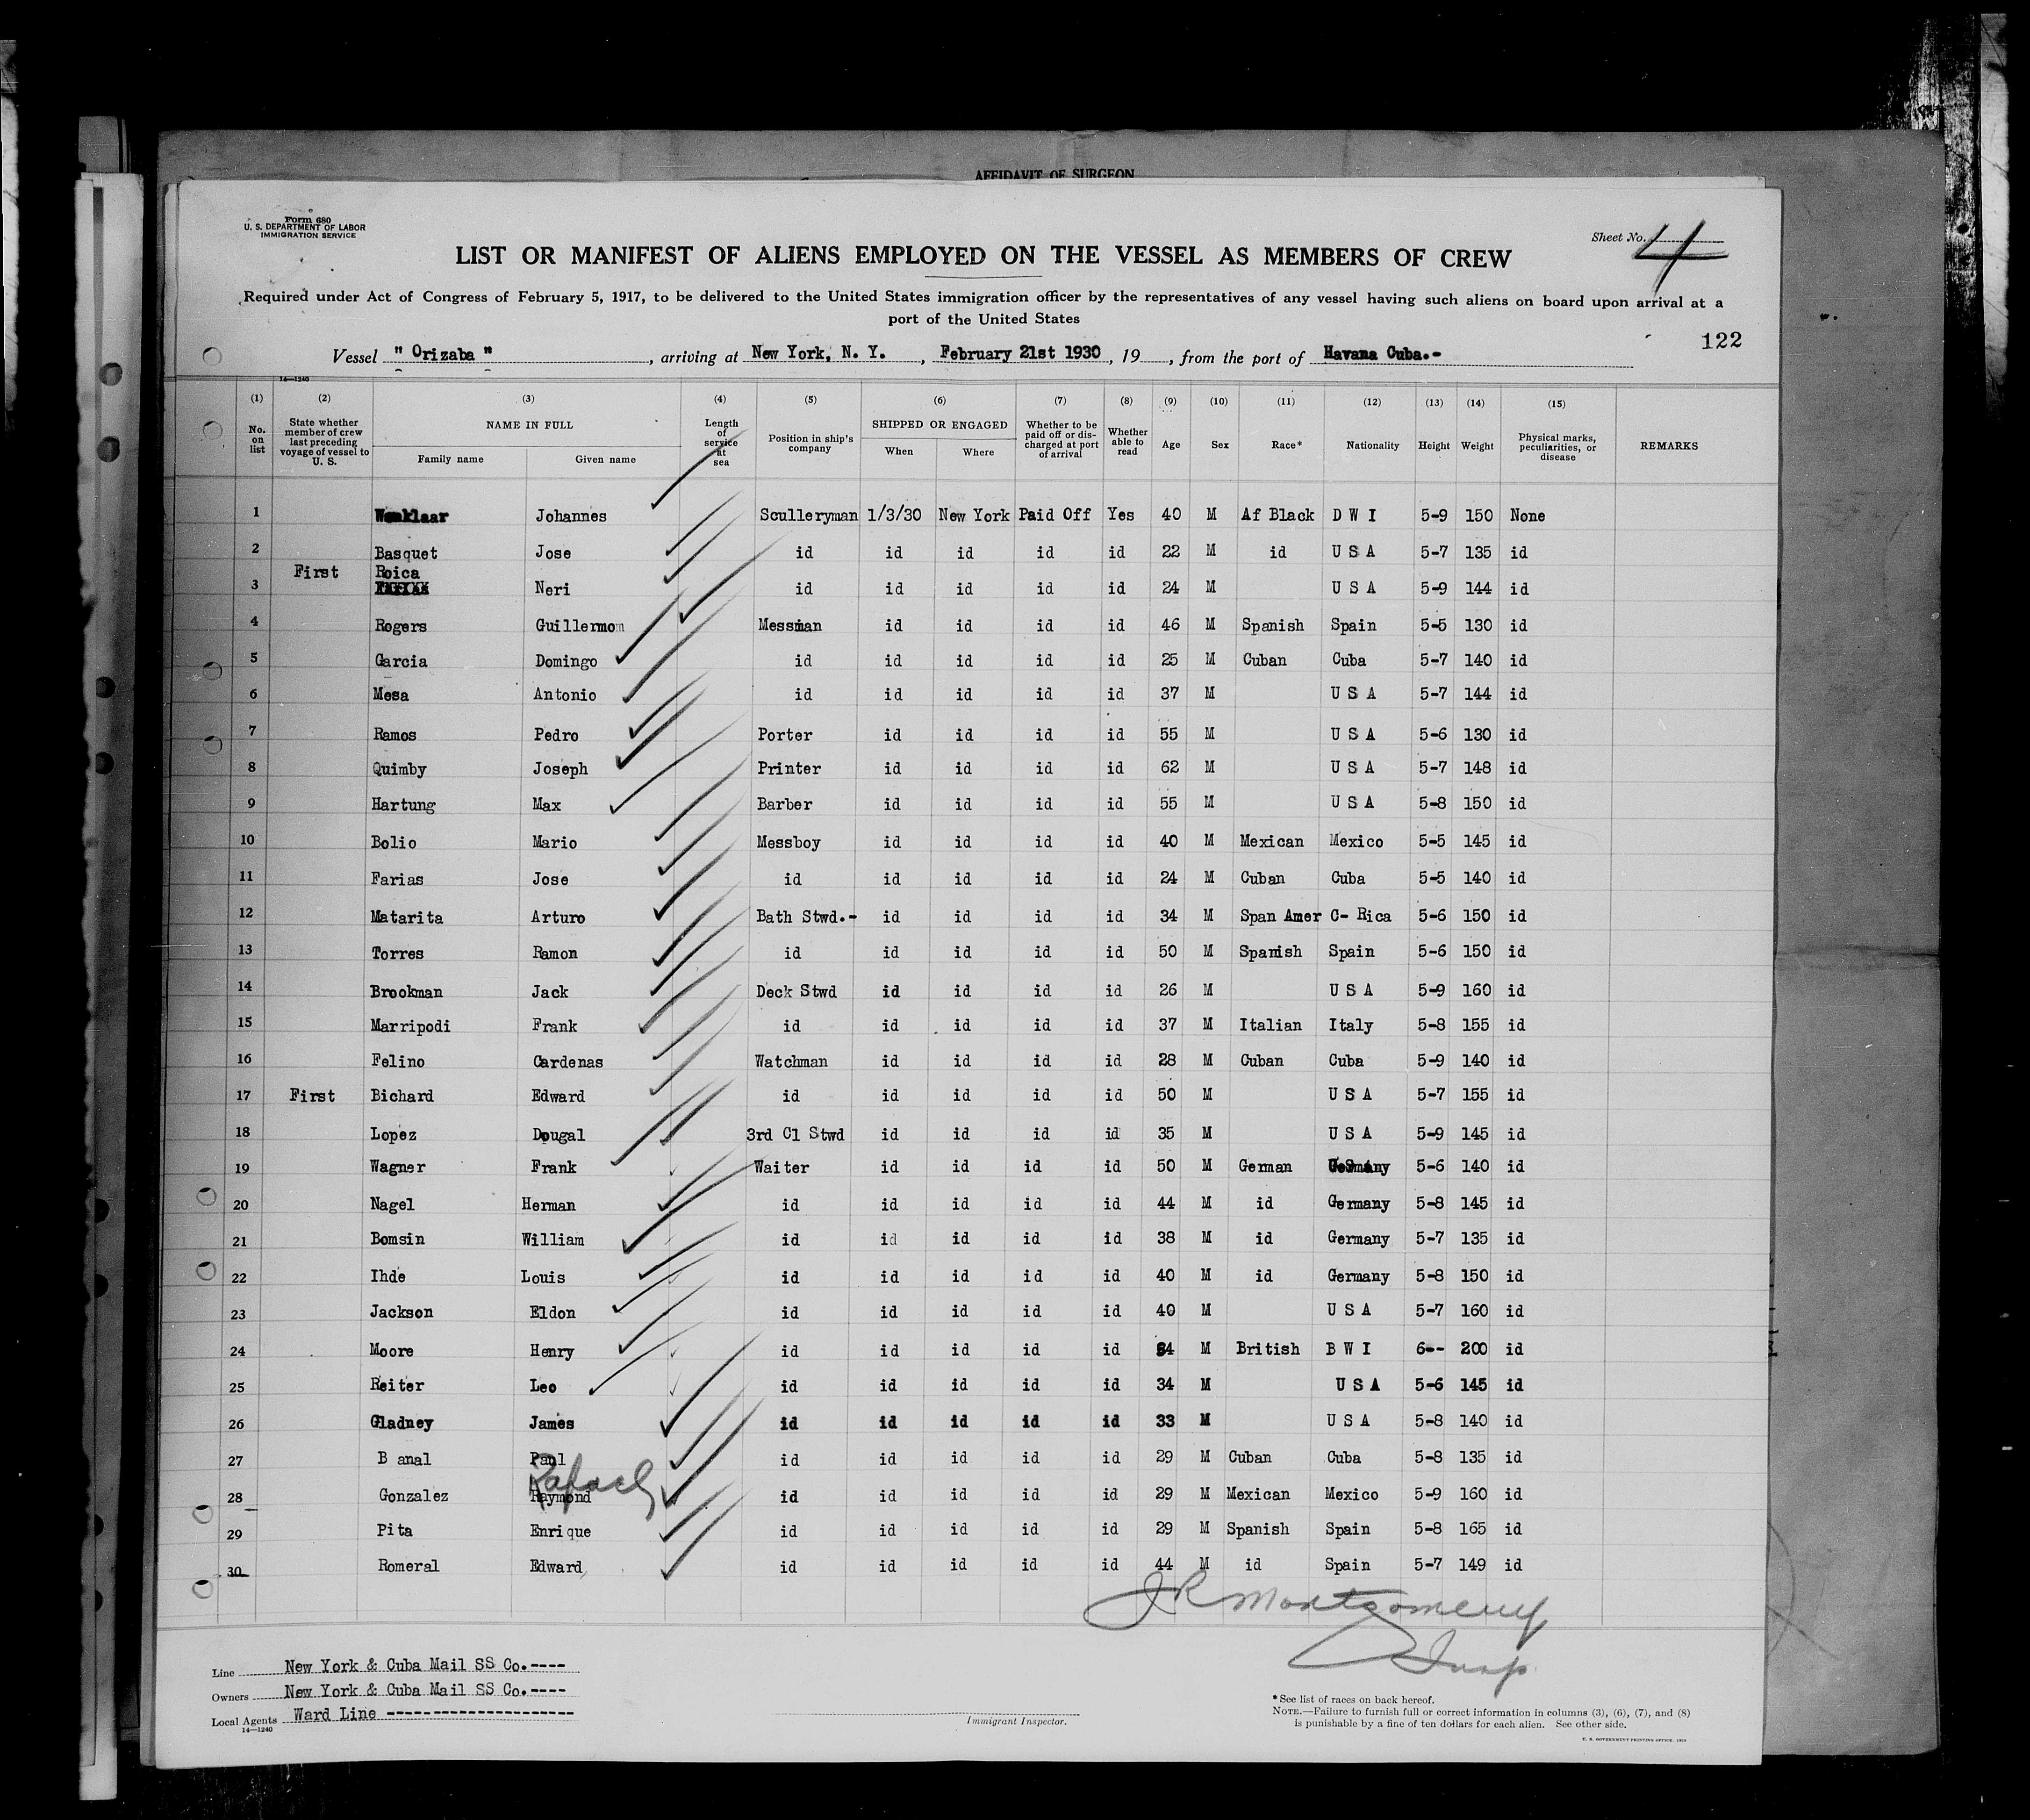 AFFIDAVIT OF SURGEON
Form 680
U. S. DEPARTMENT OF LABOR
IMMIGRATION SERVICE
Sheet No. 4
LIST OR MANIFEST OF ALIENS EMPLOYED ON THE VESSEL AS MEMBERS OF CREW
Required under Act of Congress of February 5, 1917, to be delivered to the United States immigration officer by the representatives of any vessel having such aliens on board upon arrival at a
port of the United States
122
Vessel " Orizaba " , arriving at New York, N. Y. , February 21st 1930 , 19 , from the port of Havana Cuba.-
14—1240
(1) (2) (3) (4) (5) (6) (7) (8) (9) (10) (11) (12) (13) (14) (15)
No. on list State whether member of crew last preceding voyage of vessel to U. S. NAME IN FULL Family name Given name Length of service at sea Position in ship's company SHIPPED OR ENGAGED When Where Whether to be paid off or discharged at port of arrival Whether able to read Age Sex Race* Nationality Height Weight Physical marks, peculiarities, or disease REMARKS
1 Johannes Sculleryman 1/3/30 New York Paid Off Yes 40 M Af Black D W I 5-9 150 None
2 Basquet Jose id id id id id 22 M id U S A 5-7 135 id
3 First Roica Neri id id id id id 24 M U S A 5-9 144 id
4 Rogers Guillermom Messman id id id id 46 M Spanish Spain 5-5 130 id
5 Garcia Domingo id id id id id 25 M Cuban Cuba 5-7 140 id
6 Mesa Antonio id id id id id 37 M U S A 5-7 144 id
7 Ramos Pedro Porter id id id id 55 M U S A 5-6 130 id
8 Quimby Joseph Printer id id id id 62 M U S A 5-7 148 id
9 Hartung Max Barber id id id id 55 M U S A 5-8 150 id
10 Bolio Mario Messboy id id id id 40 M Mexican Mexico 5-5 145 id
11 Farias Jose id id id id id 24 M Cuban Cuba 5-5 140 id
12 Matarita Arturo Bath Stwd.- id id id id 34 M Span Amer C- Rica 5-6 150 id
13 Torres Ramon id id id id id 50 M Spanish Spain 5-6 150 id
14 Brookman Jack Deck Stwd id id id id 26 M U S A 5-9 160 id
15 Marripodi Frank id id id id id 37 M Italian Italy 5-8 155 id
16 Felino Cardenas Watchman id id id id 28 M Cuban Cuba 5-9 140 id
17 First Bichard Edward id id id id id 50 M U S A 5-7 155 id
18 Lopez Dougal 3rd Cl Stwd id id id id 35 M U S A 5-9 145 id
19 Wagner Frank Waiter id id id id 50 M German Germany 5-6 140 id
20 Nagel Herman id id id id id 44 M id Germany 5-8 145 id
21 Bomsin William id id id id id 38 M id Germany 5-7 135 id
22 Ihde Louis id id id id id 40 M id Germany 5-8 150 id
23 Jackson Eldon id id id id id 40 M U S A 5-7 160 id
24 Moore Henry id id id id id M British B W I 6-- 200 id
25 Reiter Leo id id id id id 34 M U S A 5-6 145 id
26 Gladney James id id id id id 33 M U S A 5-8 140 id
27 B anal Paul id id id id id 29 M Cuban Cuba 5-8 135 id
Rafael
28 Gonzalez Raymond id id id id id 29 M Mexican Mexico 5-9 160 id
29 Pita Enrique id id id id id 29 M Spanish Spain 5-8 165 id
30 Romeral Edward id id id id id 44 M id Spain 5-7 149 id
J R Montgomery
Insp
Line New York & Cuba Mail SS Co.----
Owners New York & Cuba Mail SS Co.----
Local Agents Ward Line ----------------------
14—1240
Immigrant Inspector.
*See list of races on back hereof.
NOTE.—Failure to furnish full or correct information in columns (3), (6), (7), and (8)
is punishable by a fine of ten dollars for each alien. See other side.